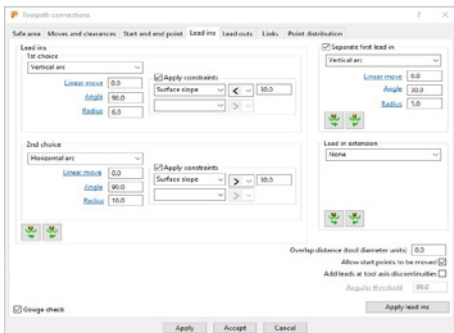 Toolpath connections
Safe area Moves and clearances Start and end point Lead ins Lead outs Links Point distribution
Lead ins
1st choice
Vertical arc
Linear move 0.0
Angle 90.0
Radius 6.0
Apply constraints
Surface slope < 30.0
>
2nd choice
Horizontal arc
Linear move 0.0
Angle 90.0
Radius 10.0
Apply constraints
Surface slope > 30.0
>
Separate first lead in
Vertical arc
Linear move 0.0
Angle 30.0
Radius 5.0
Lead in extension
None
Overlap distance (tool diameter units) 0.0
Allow start points to be moved
Add leads at tool axis discontinuities
Angular threshold 90.0
Gouge check
Apply lead ins
Apply Accept Cancel